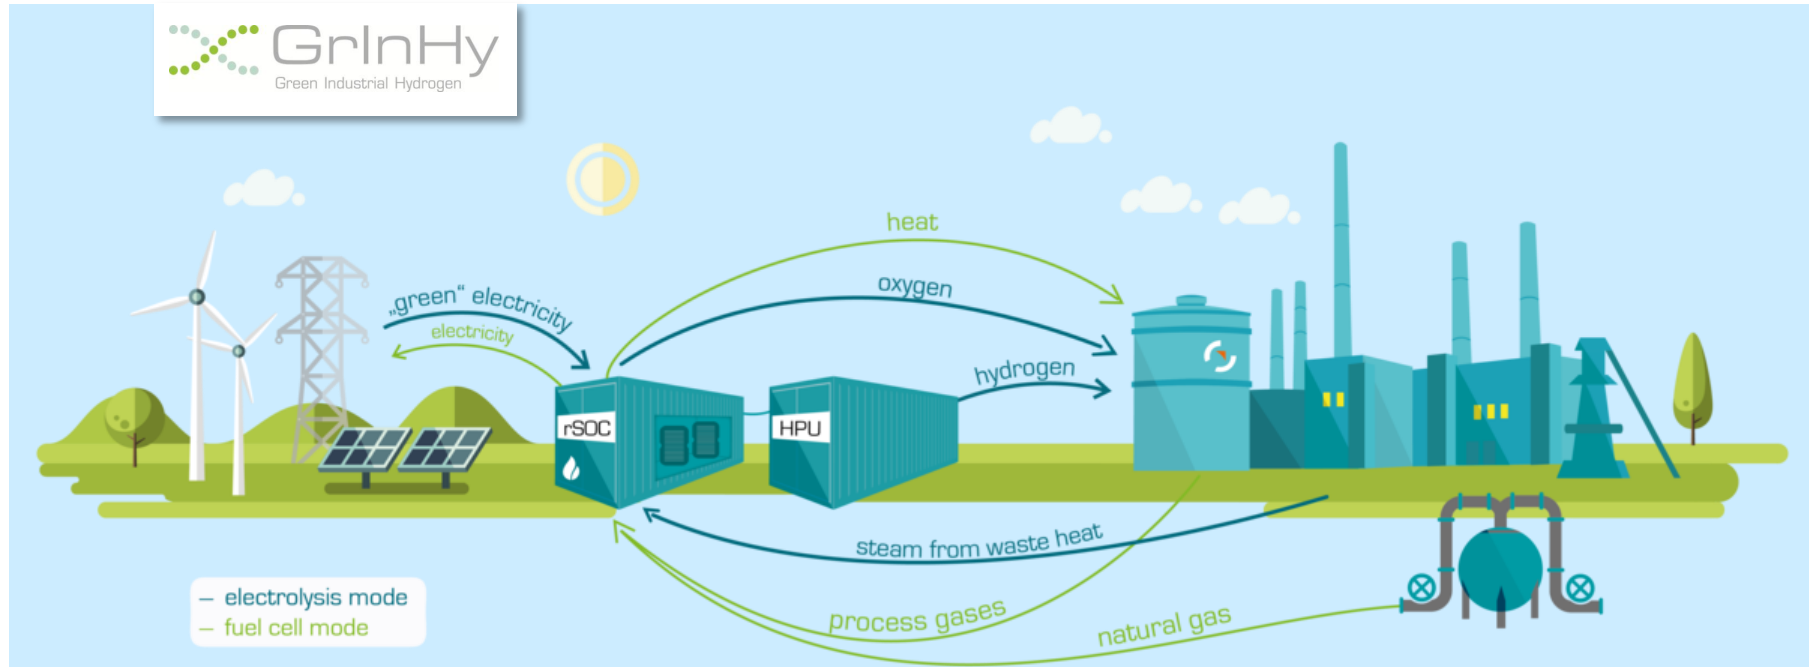 GrInHy
Green Industrial Hydrogen
heat
oxygen
„green“ electricity
electricity
hydrogen
rSOC
HPU
steam from waste heat
process gases
natural gas
– electrolysis mode
– fuel cell mode